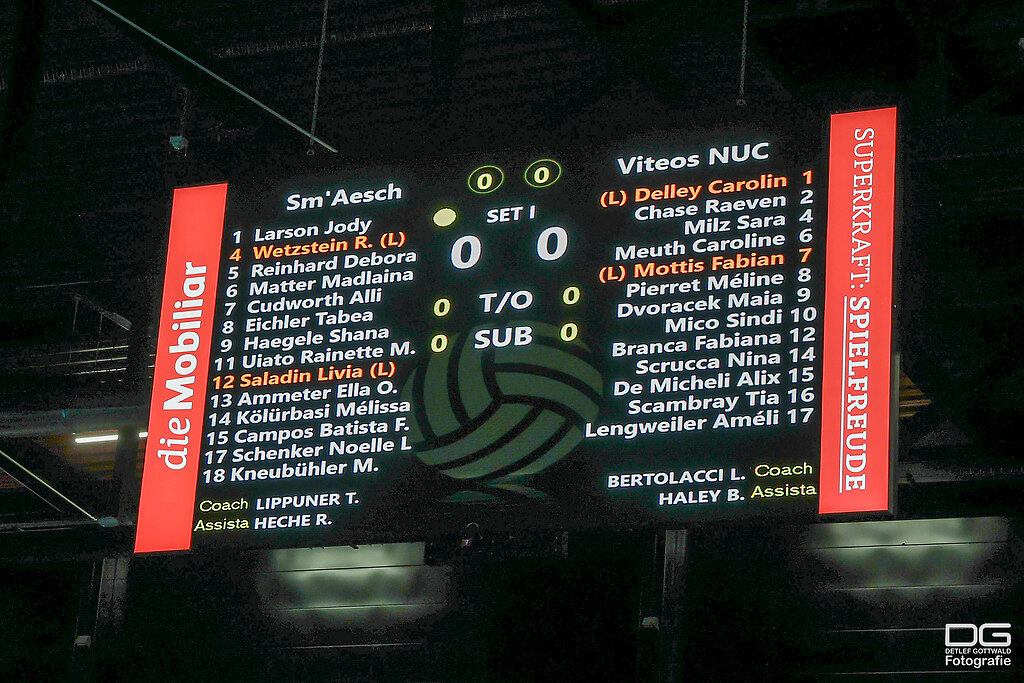 die Mobiliar
Sm'Aesch
1 Larson Jody
4 Wetzstein R. (L)
5 Reinhard Debora
6 Matter Madlaina
7 Cudworth Alli
8 Eichler Tabea
9 Haegele Shana
11 Uiato Rainette M.
12 Saladin Livia (L)
13 Ammeter Ella O.
14 Kölürbasi Mélissa
15 Campos Batista F.
17 Schenker Noelle L
18 Kneubühler M.
Coach LIPPUNER T.
Assista HECHE R.
0 0
SET I
0 0
0 T/O 0
0 SUB 0
Viteos NUC
(L) Delley Carolin 1
Chase Raeven 2
Milz Sara 4
Meuth Caroline 6
(L) Mottis Fabian 7
Pierret Méline 8
Dvoracek Maia 9
Mico Sindi 10
Branca Fabiana 12
Scrucca Nina 14
De Micheli Alix 15
Scambray Tia 16
Lengweiler Améli 17
BERTOLACCI L. Coach
HALEY B. Assista
SUPERKRAFT: SPIELFREUDE
DG
DETLEF GOTTWALD
Fotografie